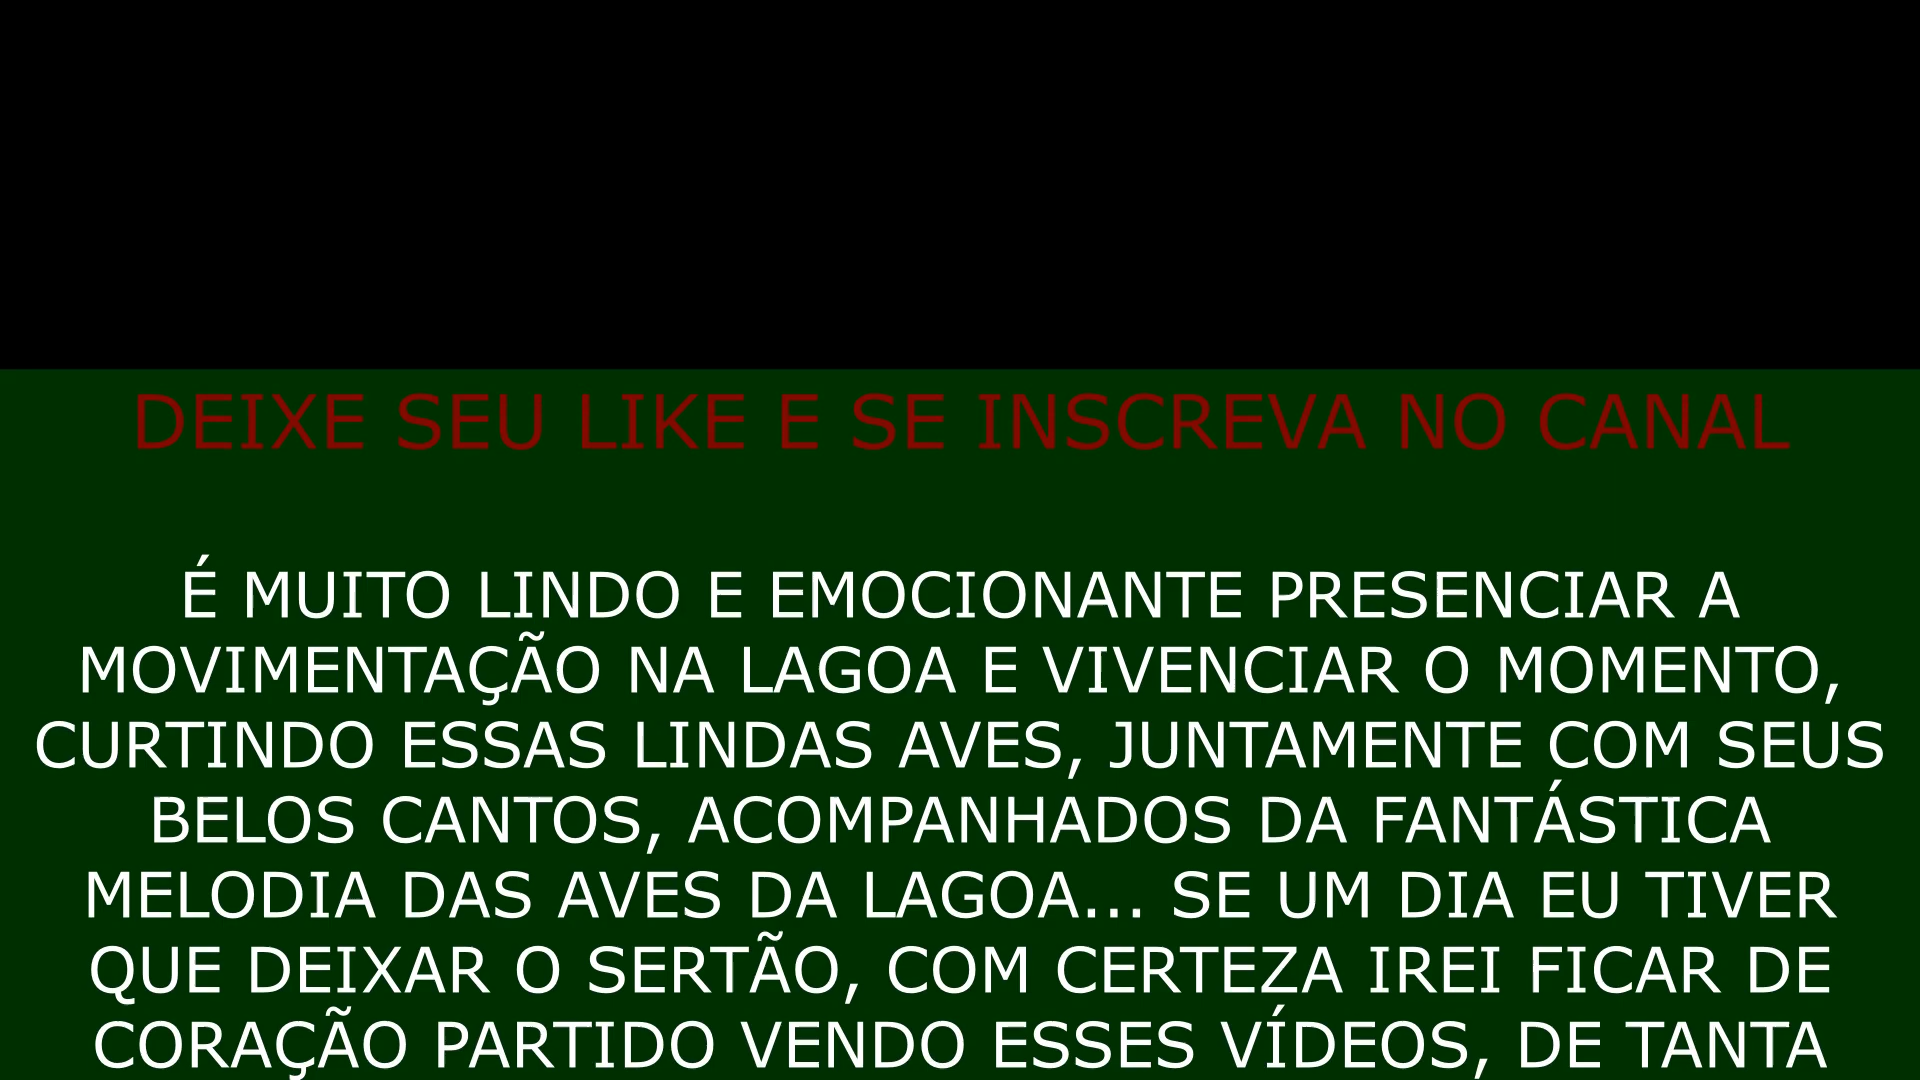 DEIXE SEU LIKE E SE INSCREVA NO CANAL
É MUITO LINDO E EMOCIONANTE PRESENCIAR A
MOVIMENTAÇÃO NA LAGOA E VIVENCIAR O MOMENTO,
CURTINDO ESSAS LINDAS AVES, JUNTAMENTE COM SEUS
BELOS CANTOS, ACOMPANHADOS DA FANTÁSTICA
MELODIA DAS AVES DA LAGOA... SE UM DIA EU TIVER
QUE DEIXAR O SERTÃO, COM CERTEZA IREI FICAR DE
CORAÇÃO PARTIDO VENDO ESSES VÍDEOS, DE TANTA